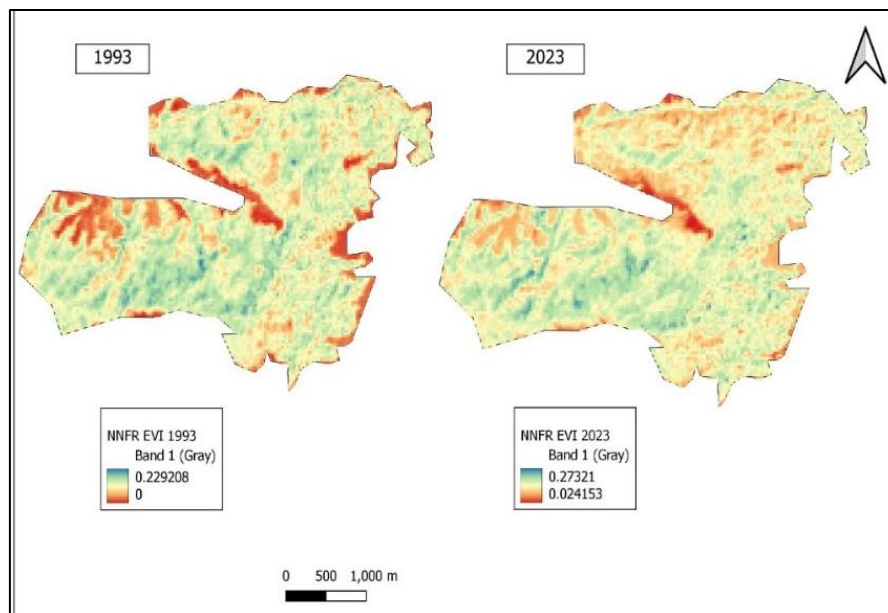 1993
2023
NNFR EVI 1993
Band 1 (Gray)
0.229208
0
NNFR EVI 2023
Band 1 (Gray)
0.27321
0.024153
0 500 1,000 m